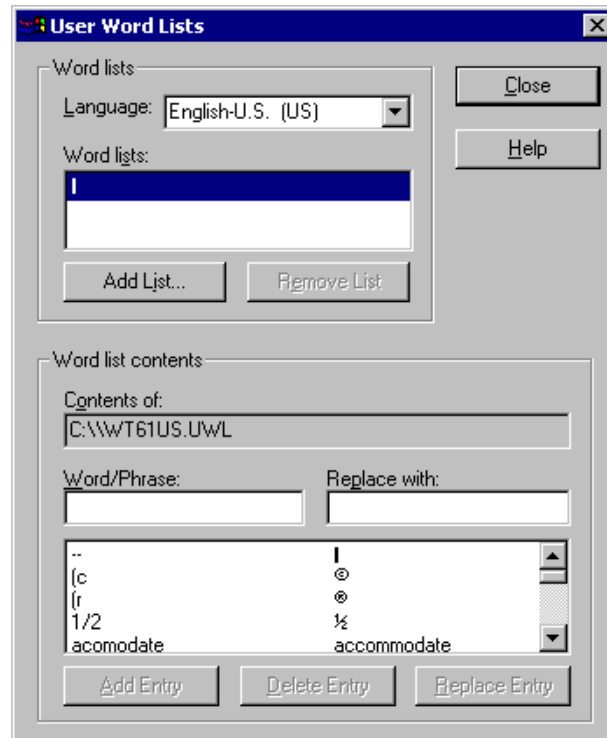 User Word Lists
Word lists
Language: English-U.S. (US)
Close
Help
Word lists:
Add List...
Remove List
Word list contents
Contents of:
C:\\WT61US.UWL
Word/Phrase: Replace with:
--
(c ©
(r ®
1/2 ½
acomodate accommodate
Add Entry
Delete Entry
Replace Entry